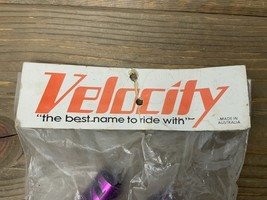 Velocity
"the best name to ride with"
MADE IN
AUSTRALIA